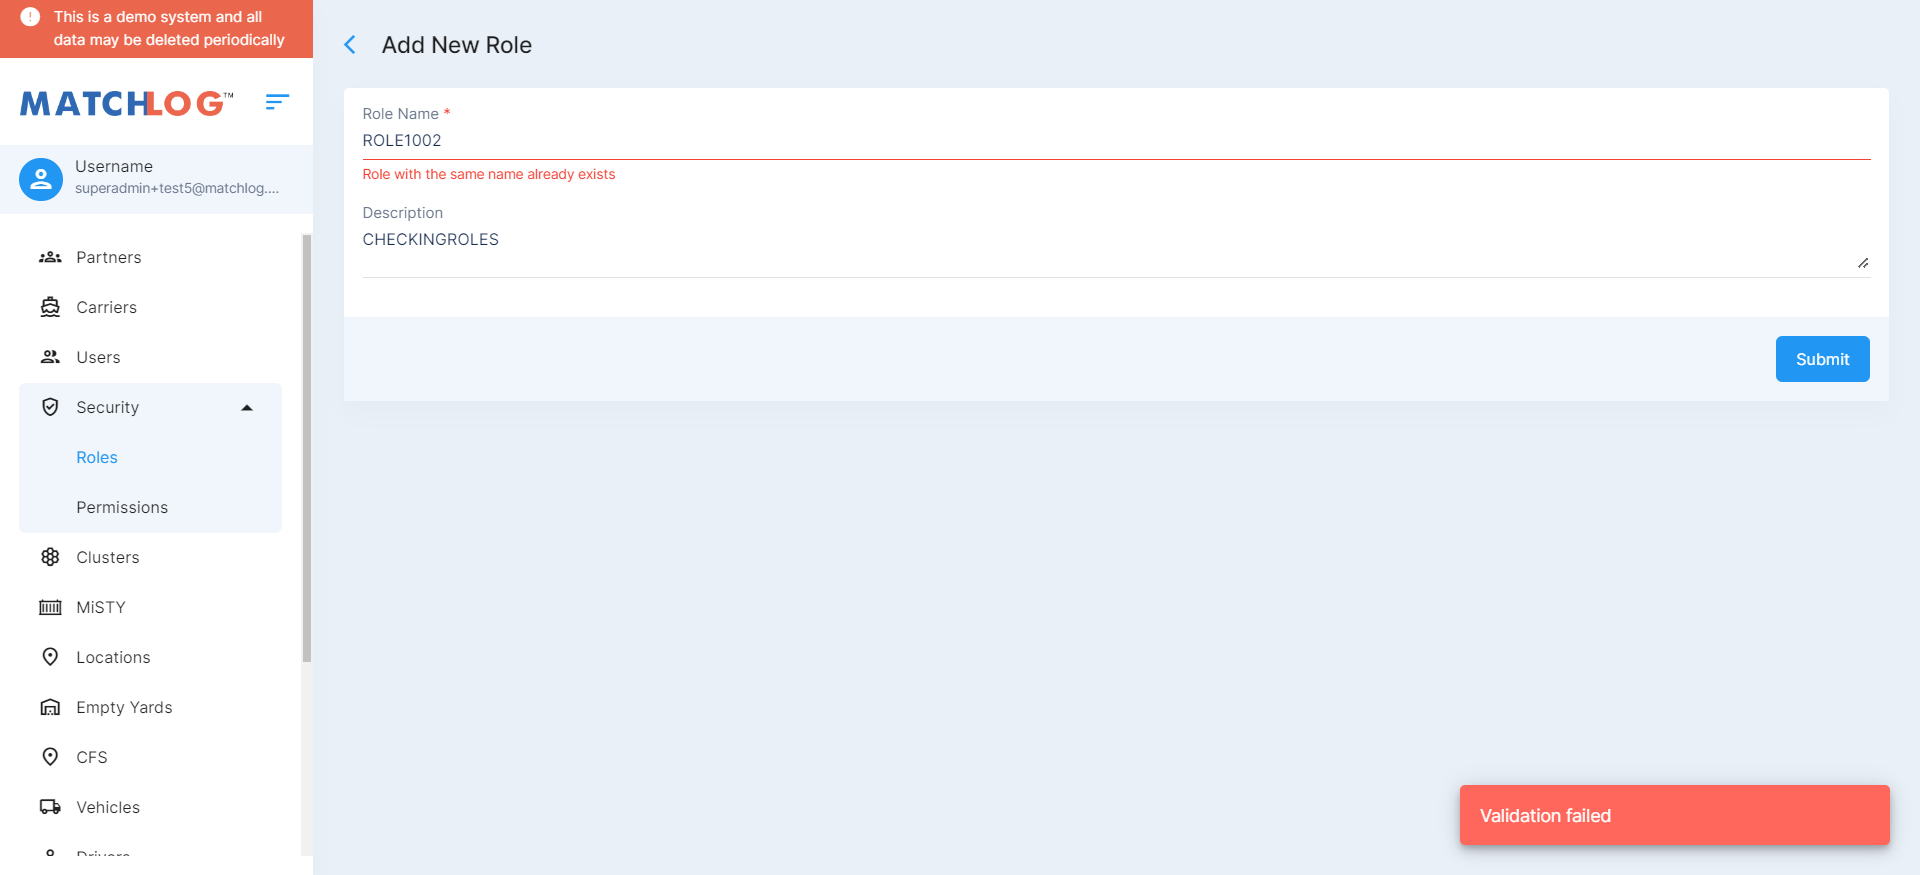 This is a demo system and all
data may be deleted periodically
MATCHLOG™
Username
superadmin+test5@matchlog....
Partners
Carriers
Users
Security
Roles
Permissions
Clusters
MiSTY
Locations
Empty Yards
CFS
Vehicles
Drivers
Add New Role
Role Name *
ROLE1002
Role with the same name already exists
Description
CHECKINGROLES
Submit
Validation failed